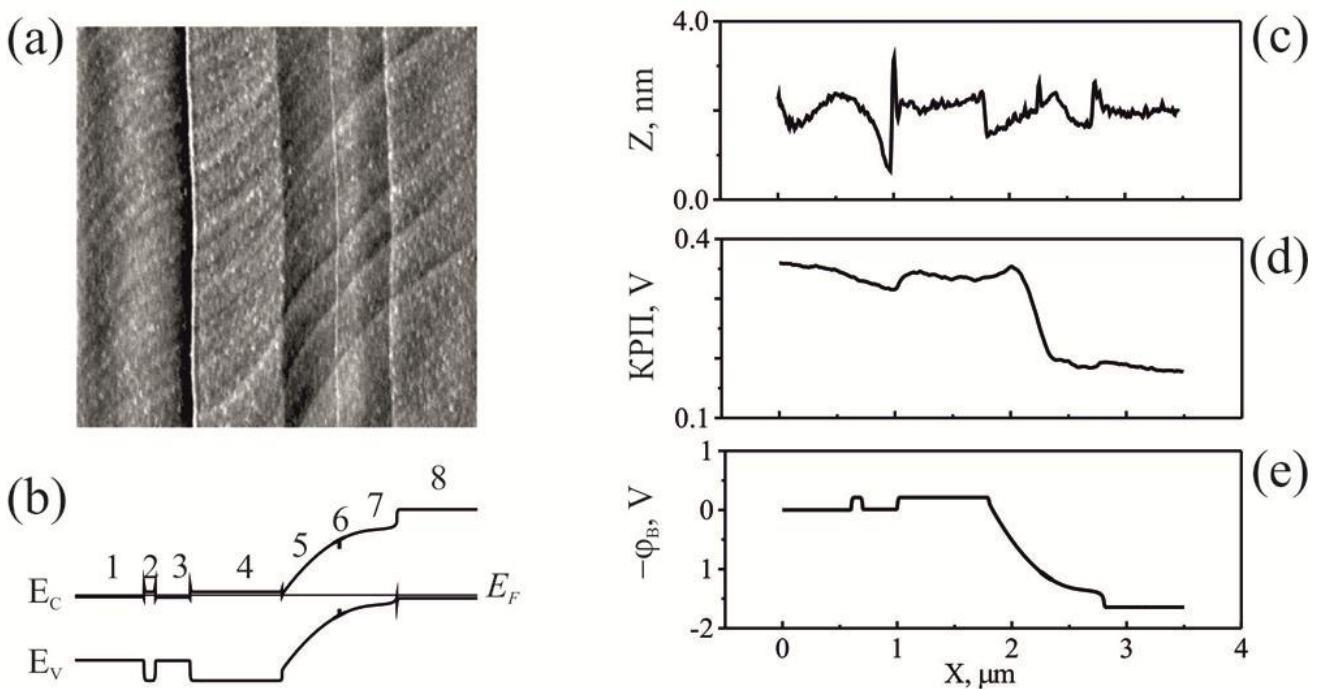 (a)
4.0
0.0
Z, nm
(c)
0.4
0.1
КРП, V
(d)
(b)
1 2 3 4 5 6 7 8
E_C
E_F
E_V
1
0
1
-2
–φ_B, V
(e)
0 1 2 3 4
X, μm